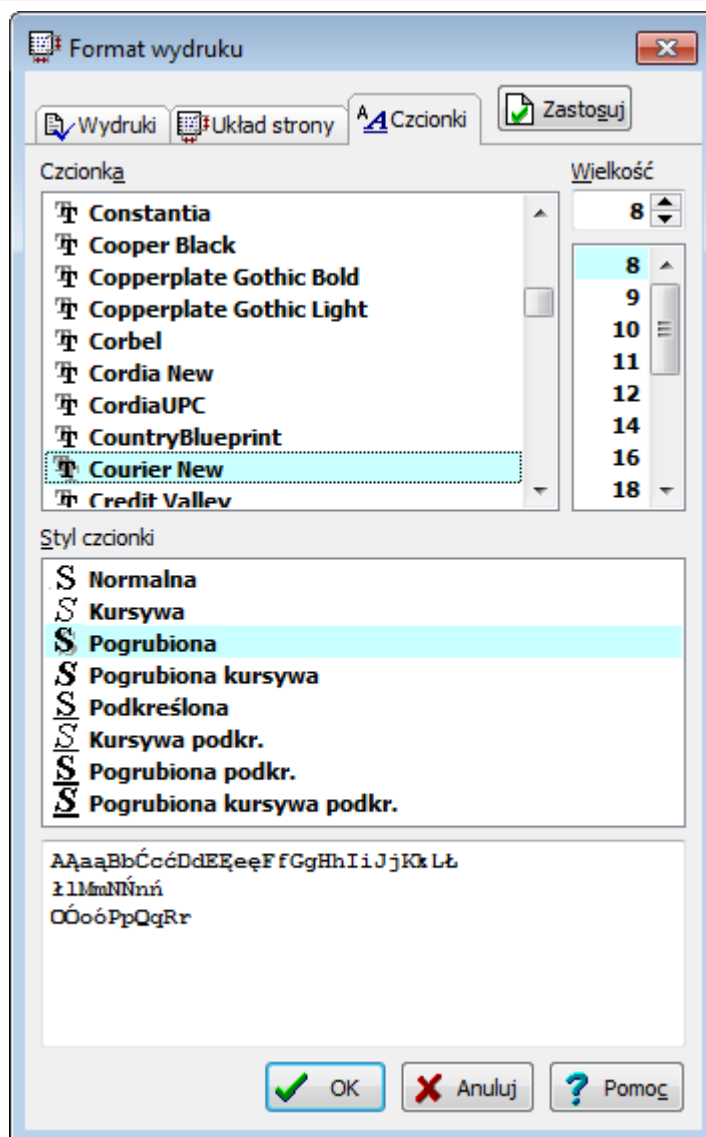 Format wydruku
Wydruki Układ strony Czcionki Zastosuj
Czcionka Wielkość
8
Constantia
Cooper Black
Copperplate Gothic Bold
Copperplate Gothic Light
Corbel
Cordia New
CordiaUPC
CountryBlueprint
Courier New
Credit Valley
8
9
10
11
12
14
16
18
Styl czcionki
S Normalna
S Kursywa
S Pogrubiona
S Pogrubiona kursywa
S Podkreślona
S Kursywa podkr.
S Pogrubiona podkr.
S Pogrubiona kursywa podkr.
AĄaąBbĆcćDdEĘeęFfGgHhIiJjKkLŁ
łlMmNŃnń
OÓoóPpQqRr
OK Anuluj Pomoc